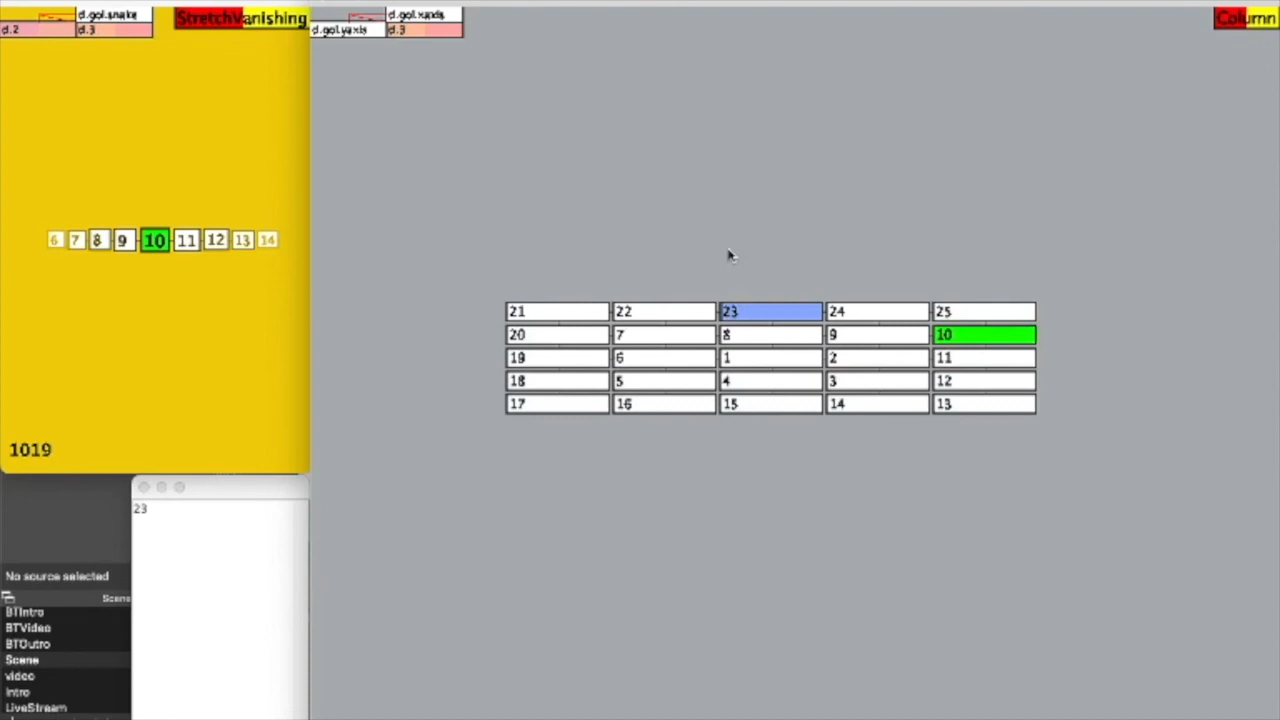 d.gol.snake
d.2 d.3
StretchVanishing
d.gol.xaxis
d.gol.yaxis d.3
Column
6 7 8 9 10 11 12 13 14
1019
21 22 23 24 25
20 7 8 9 10
19 6 1 2 11
18 5 4 3 12
17 16 15 14 13
23
No source selected
Scene
BTIntro
BTVideo
BTOutro
Scene
video
Intro
LiveStream